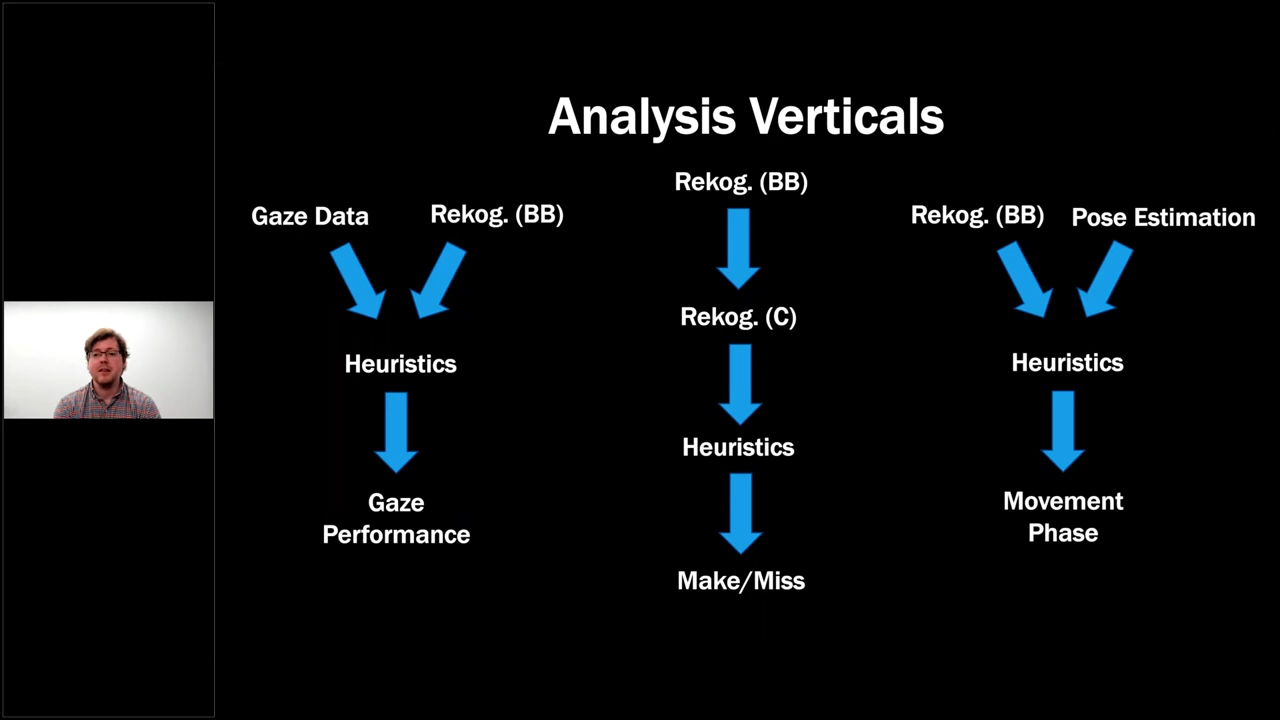 Analysis Verticals
Gaze Data
Rekog. (BB)
Heuristics
Gaze
Performance
Rekog. (BB)
Rekog. (C)
Heuristics
Make/Miss
Rekog. (BB)
Pose Estimation
Heuristics
Movement
Phase